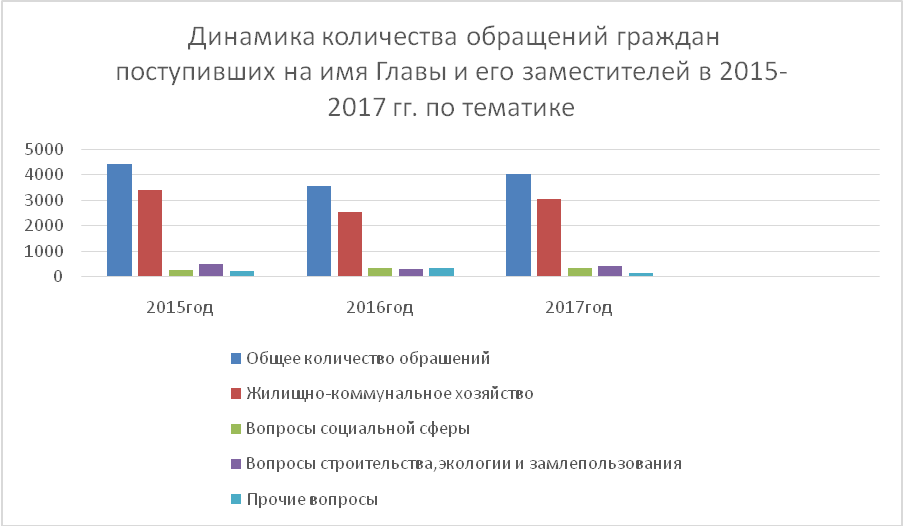 Динамика количества обращений граждан
поступивших на имя Главы и его заместителей в 2015-
2017 гг. по тематике
5000
4000
3000
2000
1000
0
2015год
2016год
2017год
Общее количество обрашений
Жилищно-коммунальное хозяйство
Вопросы социальной сферы
Вопросы строительства,экологии и замлепользования
Прочие вопросы